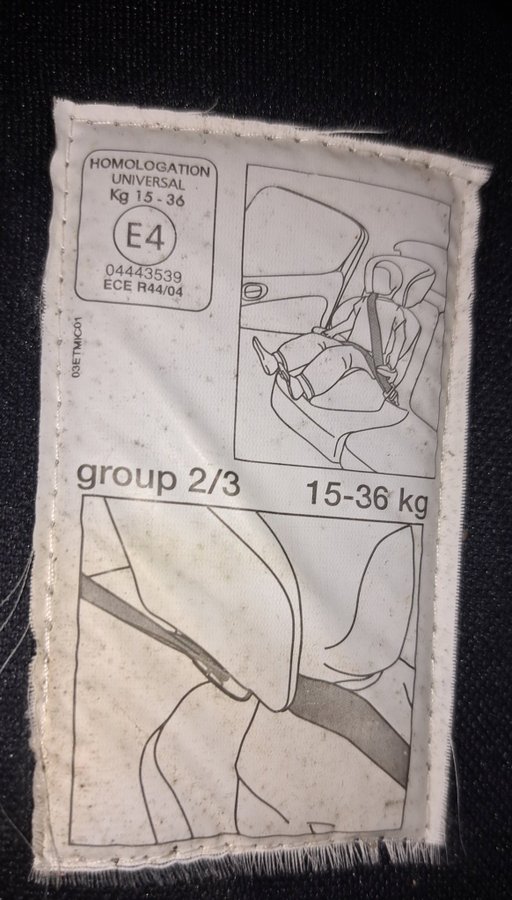 HOMOLOGATION
UNIVERSAL
Kg 15 - 36
E4
04443539
ECE R44/04
03ETMIC01
group 2/3
15-36 kg